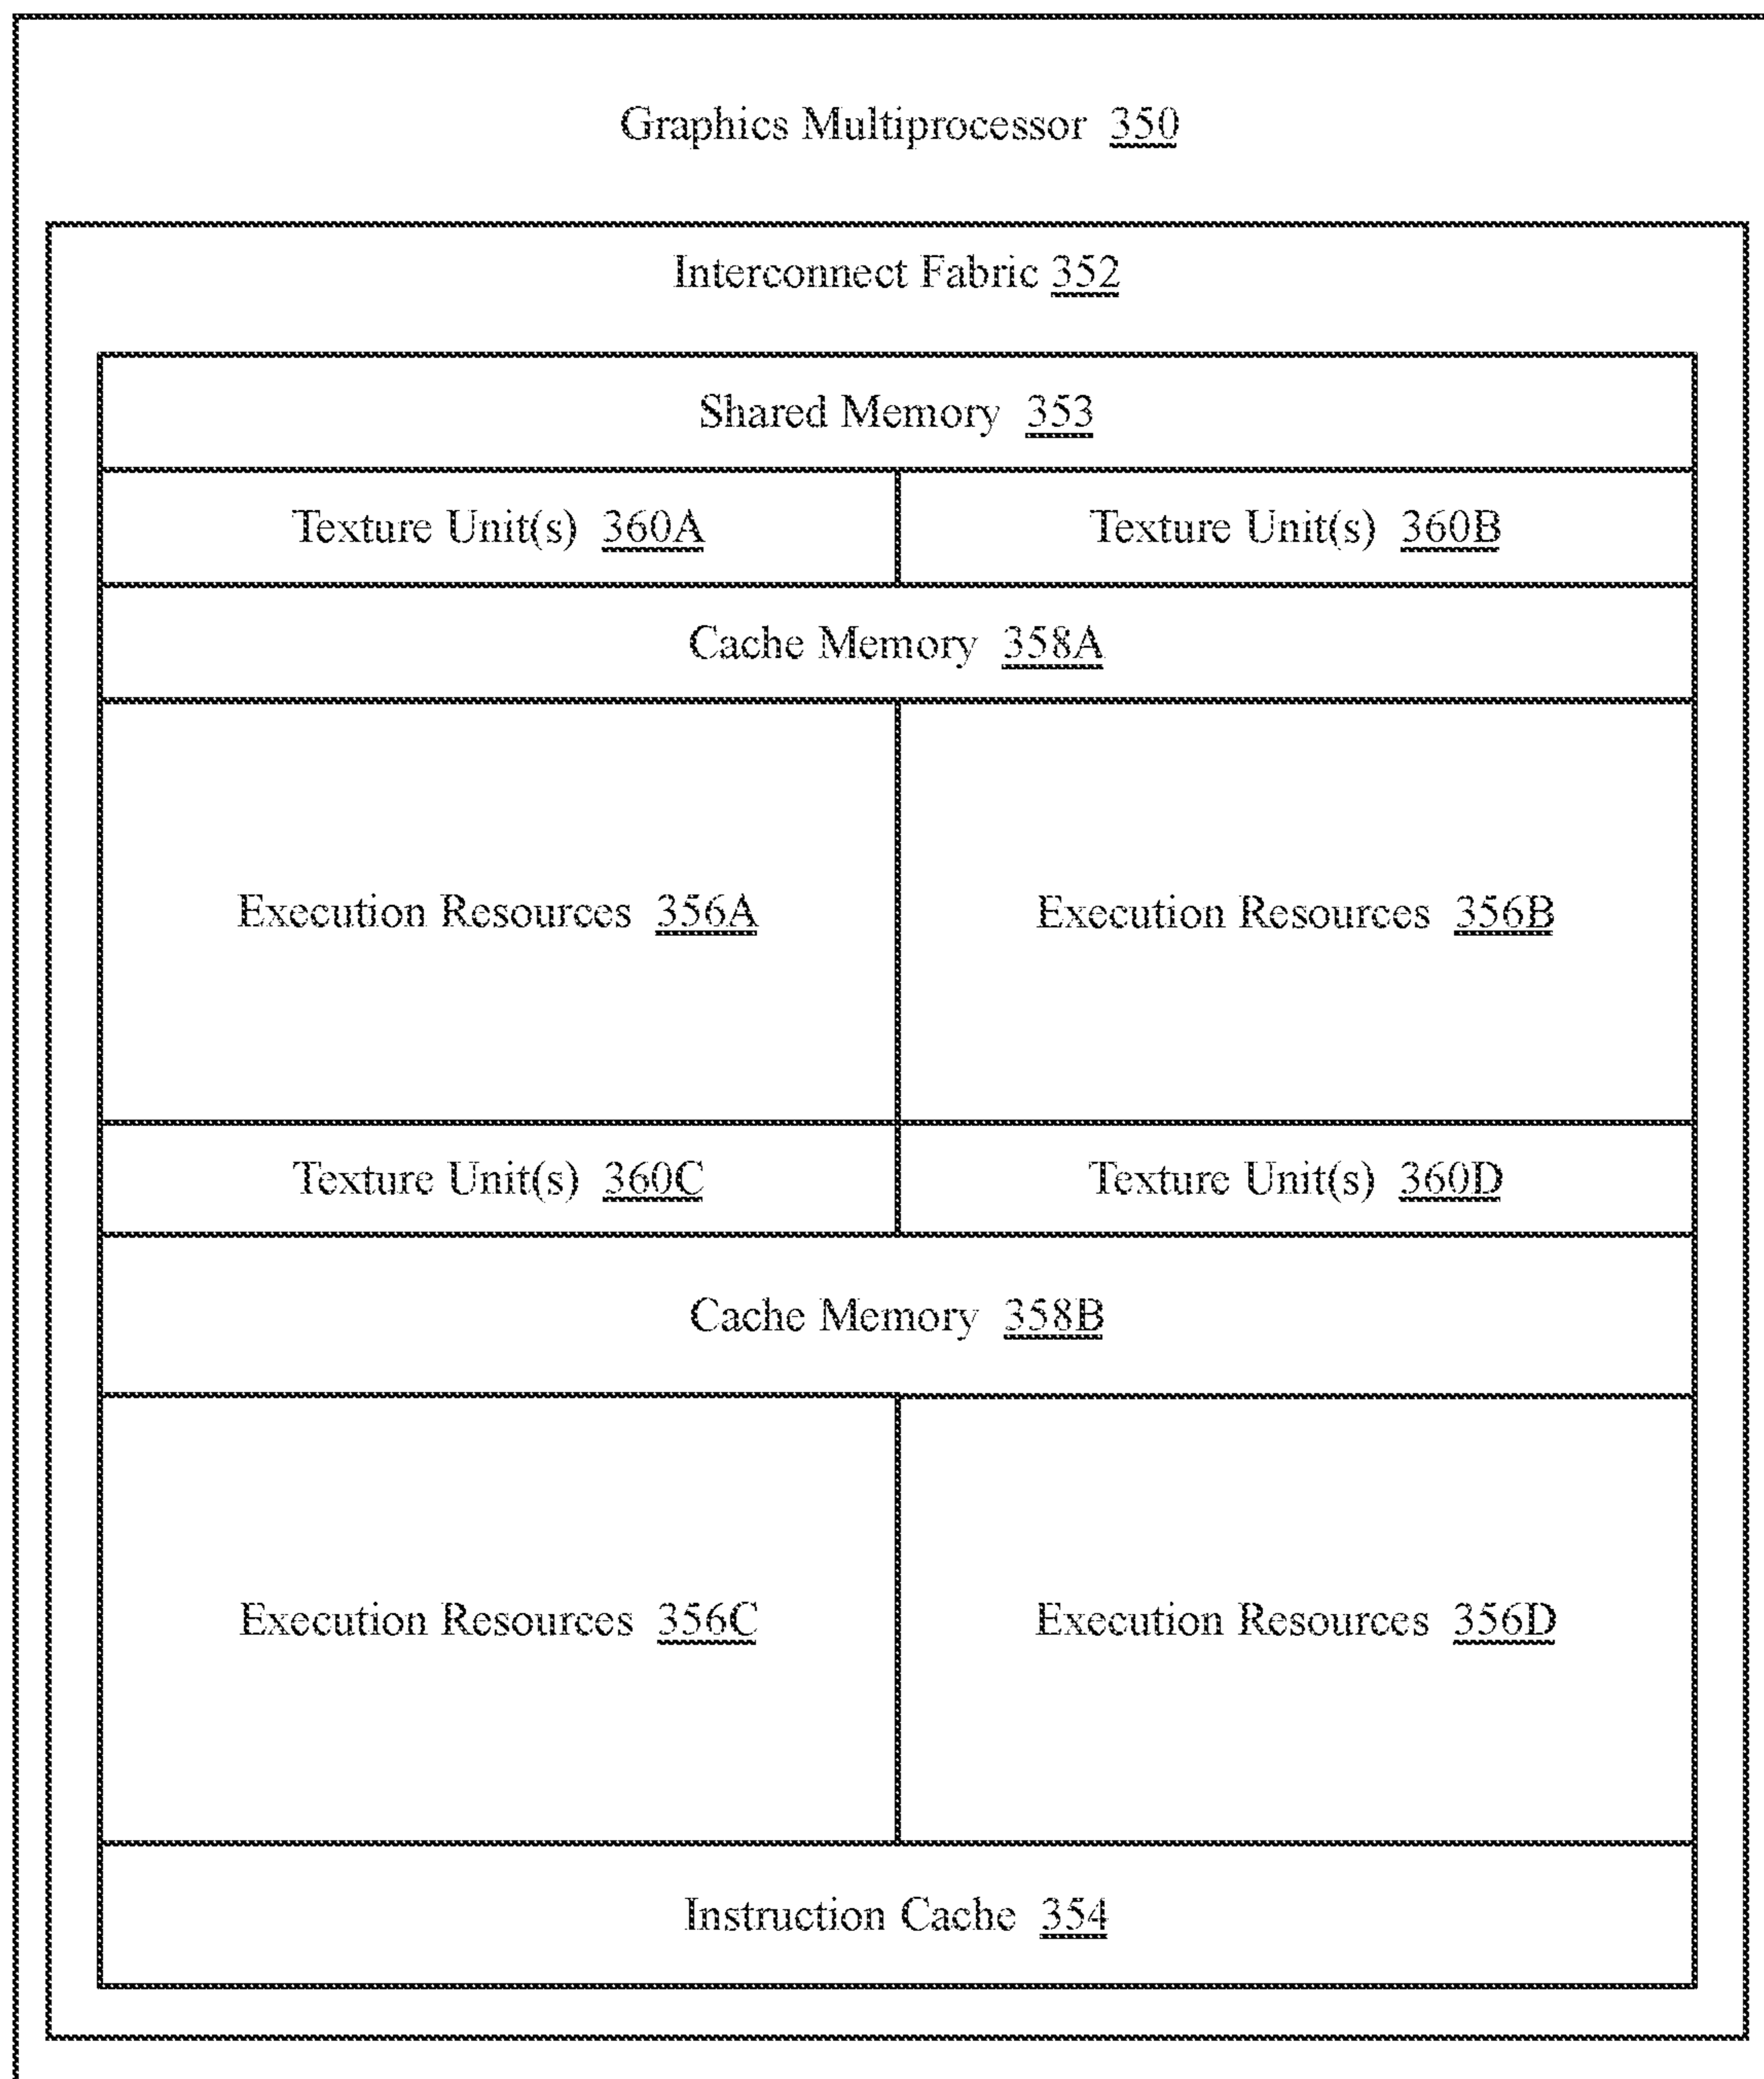 Graphics Multiprocessor 350
Interconnect Fabric 352
Shared Memory 353
Texture Unit(s) 360A
Texture Unit(s) 360B
Cache Memory 358A
Execution Resources 356A
Execution Resources 356B
Texture Unit(s) 360C
Texture Unit(s) 360D
Cache Memory 358B
Execution Resources 356C
Execution Resources 356D
Instruction Cache 354